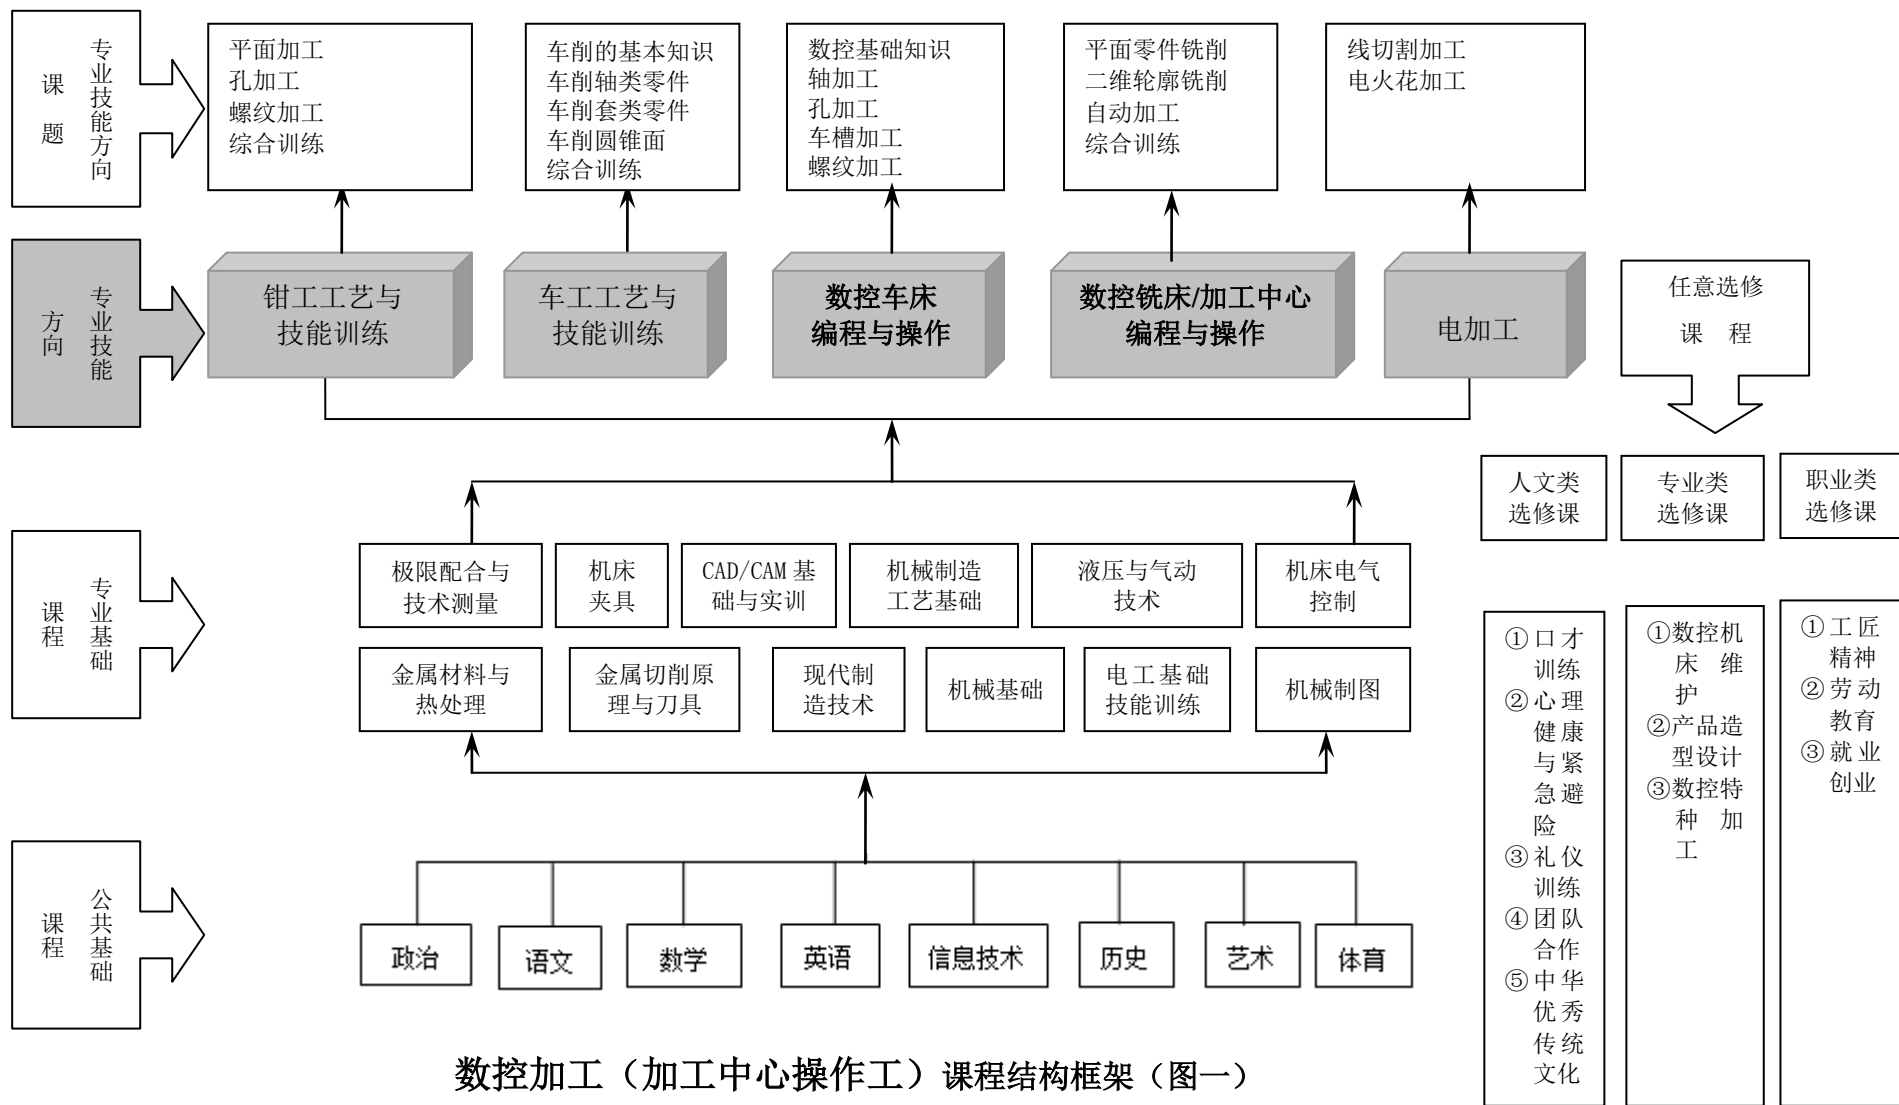 专业技能方向
课题
平面加工
孔加工
螺纹加工
综合训练
车削的基本知识
车削轴类零件
车削套类零件
车削圆锥面
综合训练
数控基础知识
轴加工
孔加工
车槽加工
螺纹加工
平面零件铣削
二维轮廓铣削
自动加工
综合训练
线切割加工
电火花加工
专业技能
方向
钳工工艺与
技能训练
车工工艺与
技能训练
数控车床
编程与操作
数控铣床/加工中心
编程与操作
电加工
任意选修
课 程
人文类
选修课
专业类
选修课
职业类
选修课
专业基础
课程
极限配合与
技术测量
机床
夹具
CAD/CAM 基
础与实训
机械制造
工艺基础
液压与气动
技术
机床电气
控制
金属材料与
热处理
金属切削原
理与刀具
现代制
造技术
机械基础
电工基础
技能训练
机械制图
①口才
训练
②心理
健康
与紧
急避
险
③礼仪
训练
④团队
合作
⑤中华
优秀
传统
文化
①数控机
床维
护
②产品造
型设计
③数控特
种加
工
①工匠
精神
②劳动
教育
③就业
创业
公共基础
课程
政治
语文
数学
英语
信息技术
历史
艺术
体育
数控加工（加工中心操作工）课程结构框架（图一）